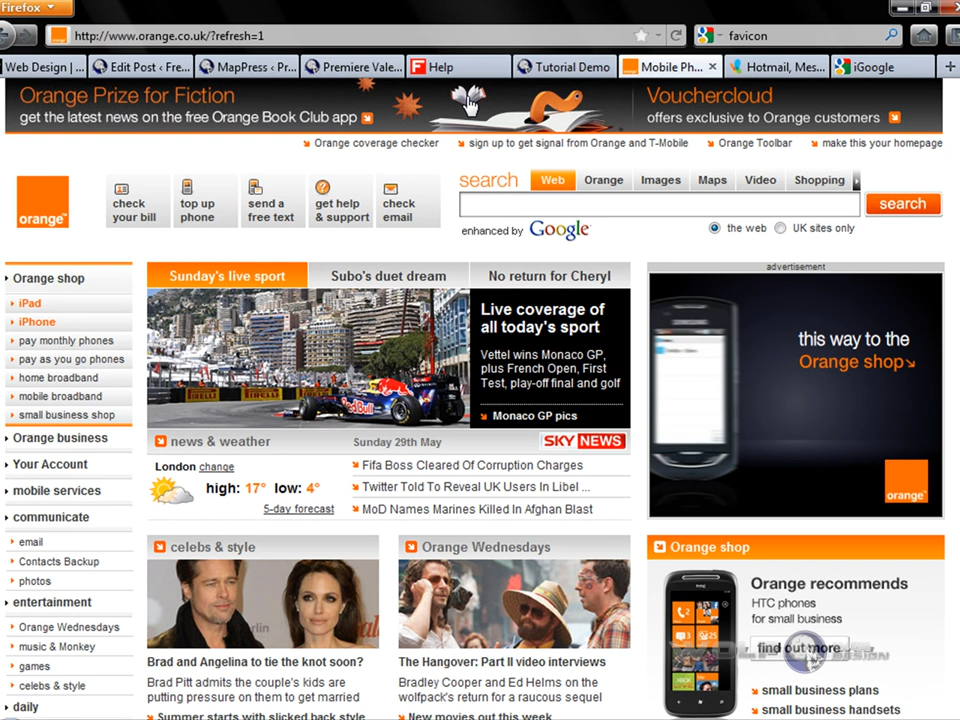 Firefox
http://www.orange.co.uk/?refresh=1
favicon
Web Design | ...
Edit Post ‹ Fre...
MapPress ‹ Pr...
Premiere Vale...
Help
Tutorial Demo
Mobile Ph...
Hotmail, Mes...
iGoogle
Orange Prize for Fiction
get the latest news on the free Orange Book Club app
Vouchercloud
offers exclusive to Orange customers
Orange coverage checker
sign up to get signal from Orange and T-Mobile
Orange Toolbar
make this your homepage
orange™
check
your bill
top up
phone
send a
free text
get help
& support
check
email
search
Web
Orange
Images
Maps
Video
Shopping
search
enhanced by Google
the web
UK sites only
Orange shop
iPad
iPhone
pay monthly phones
pay as you go phones
home broadband
mobile broadband
small business shop
Orange business
Your Account
mobile services
communicate
email
Contacts Backup
photos
entertainment
Orange Wednesdays
music & Monkey
games
celebs & style
daily
Sunday's live sport
Subo's duet dream
No return for Cheryl
PIRELLI
PIRELLI
PIRELLI
RedBull
Live coverage of
all today's sport
Vettel wins Monaco GP,
plus French Open, First
Test, play-off final and golf
Monaco GP pics
news & weather
Sunday 29th May
SKY NEWS
London change
high: 17° low: 4°
5-day forecast
Fifa Boss Cleared Of Corruption Charges
Twitter Told To Reveal UK Users In Libel ...
MoD Names Marines Killed In Afghan Blast
advertisement
this way to the
Orange shop
orange™
celebs & style
Brad and Angelina to tie the knot soon?
Brad Pitt admits the couple's kids are
putting pressure on them to get married
Summer starts with slicked back style
Orange Wednesdays
The Hangover: Part II video interviews
Bradley Cooper and Ed Helms on the
wolfpack's return for a raucous sequel
New movies out this week
Orange shop
hTC
Orange recommends
HTC phones
for small business
find out more
small business plans
small business handsets